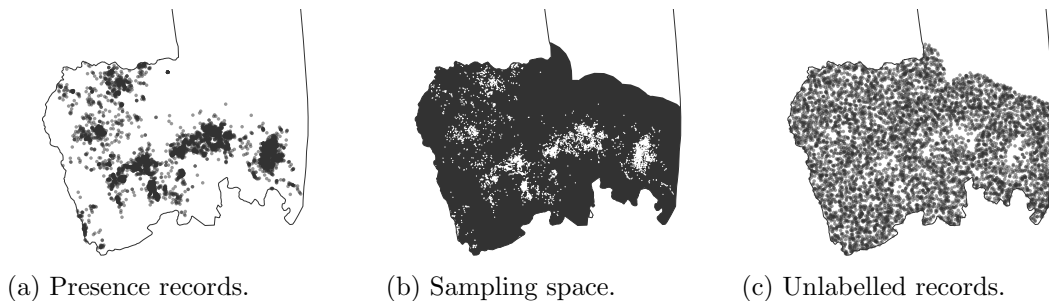 (a) Presence records.
(b) Sampling space.
(c) Unlabelled records.